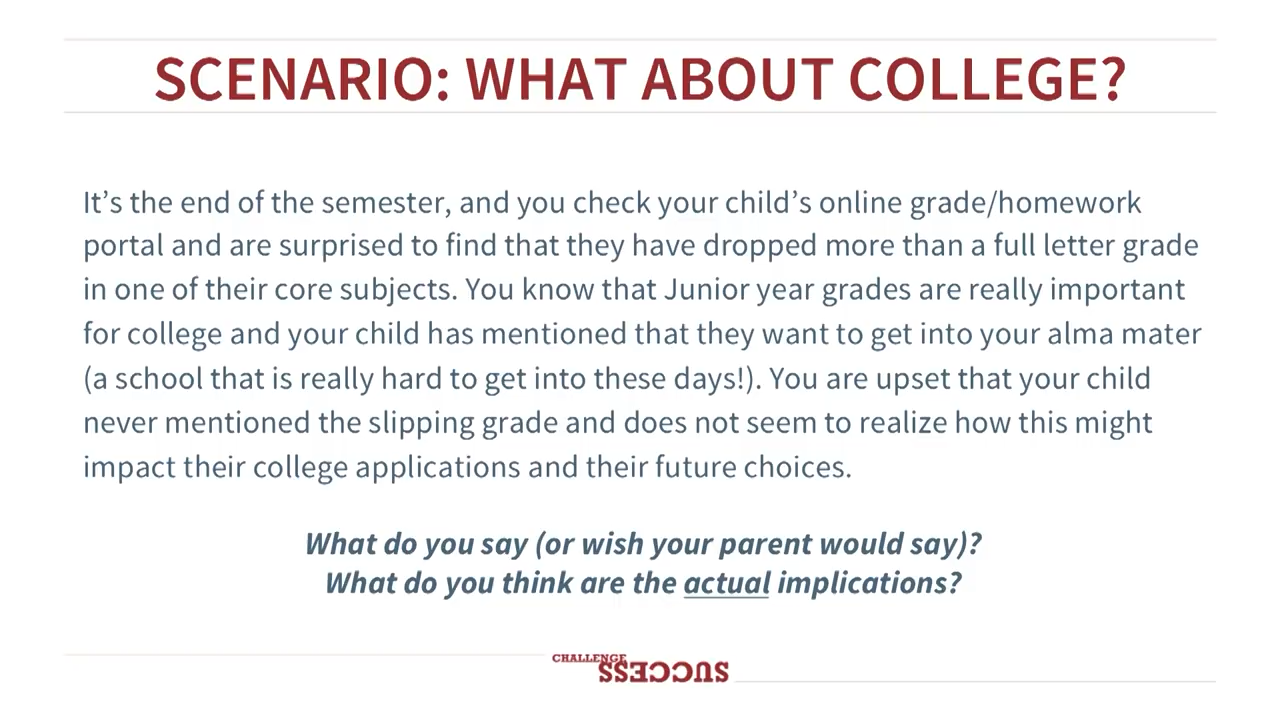 SCENARIO: WHAT ABOUT COLLEGE?
It’s the end of the semester, and you check your child’s online grade/homework
portal and are surprised to find that they have dropped more than a full letter grade
in one of their core subjects. You know that Junior year grades are really important
for college and your child has mentioned that they want to get into your alma mater
(a school that is really hard to get into these days!). You are upset that your child
never mentioned the slipping grade and does not seem to realize how this might
impact their college applications and their future choices.
What do you say (or wish your parent would say)?
What do you think are the actual implications?
CHALLENGE
SUCCESS